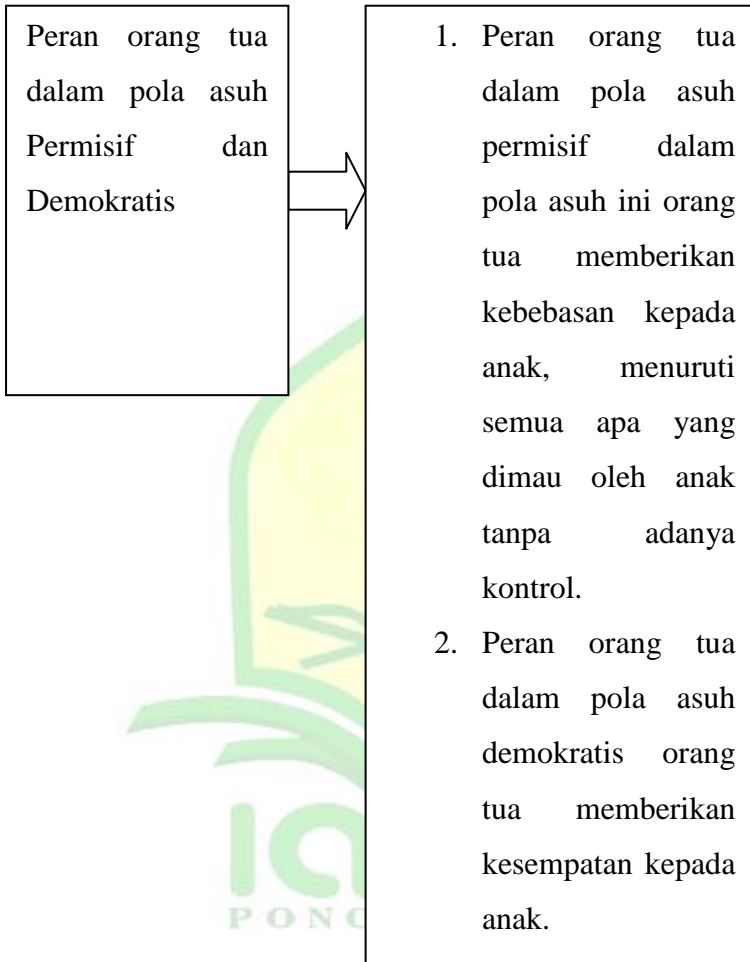 Peran orang tua
dalam pola asuh
Permisif dan
Demokratis
1. Peran orang tua
dalam pola asuh
permisif dalam
pola asuh ini orang
tua memberikan
kebebasan kepada
anak, menuruti
semua apa yang
dimau oleh anak
tanpa adanya
kontrol.
2. Peran orang tua
dalam pola asuh
demokratis orang
tua memberikan
kesempatan kepada
anak.